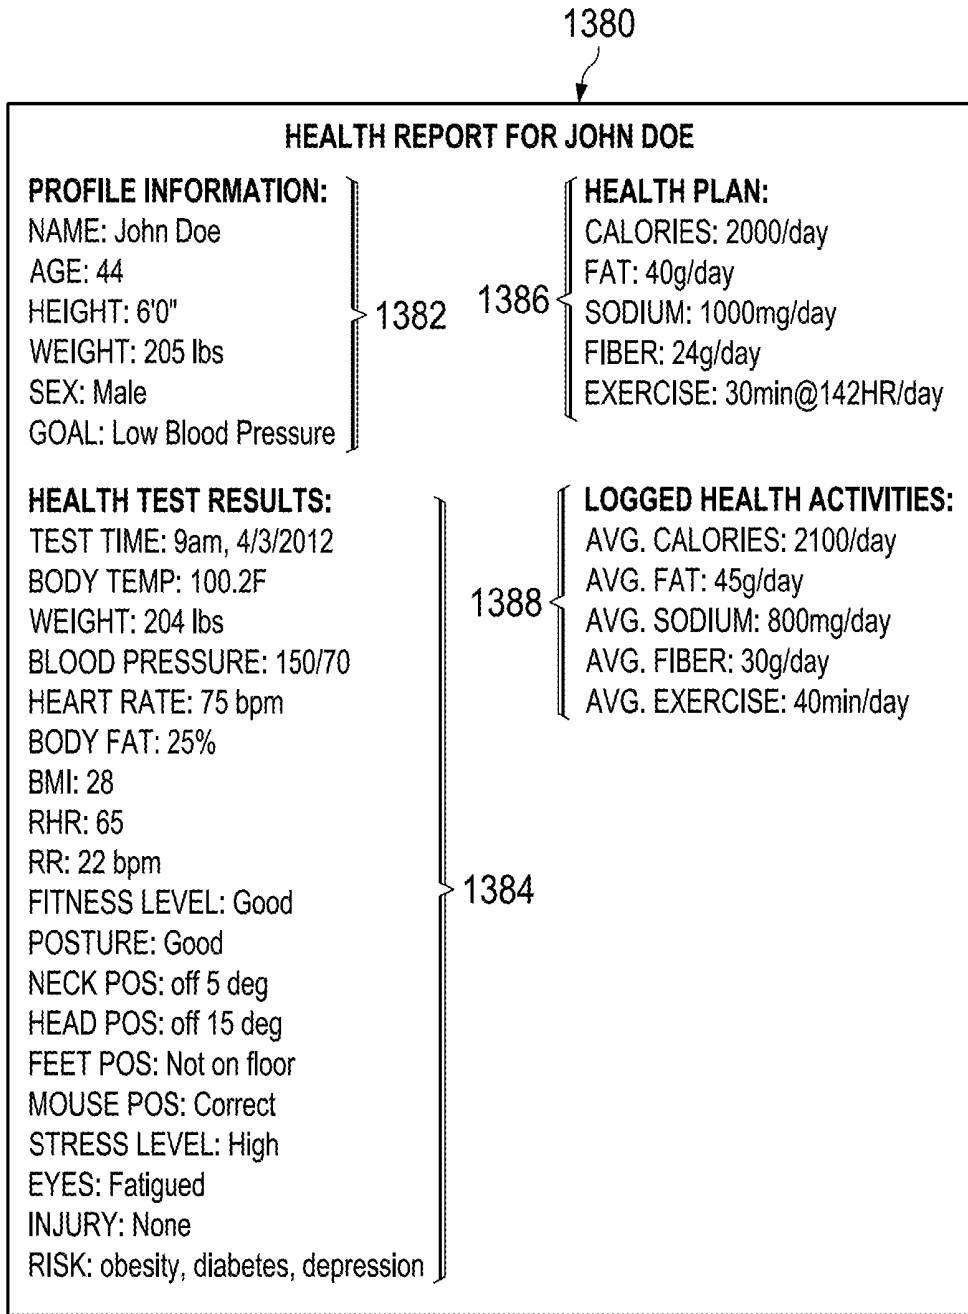 1380
HEALTH REPORT FOR JOHN DOE
PROFILE INFORMATION:
NAME: John Doe
AGE: 44
HEIGHT: 6'0"
WEIGHT: 205 lbs
SEX: Male
GOAL: Low Blood Pressure
1382
1386
HEALTH PLAN:
CALORIES: 2000/day
FAT: 40g/day
SODIUM: 1000mg/day
FIBER: 24g/day
EXERCISE: 30min@142HR/day
HEALTH TEST RESULTS:
TEST TIME: 9am, 4/3/2012
BODY TEMP: 100.2F
WEIGHT: 204 lbs
BLOOD PRESSURE: 150/70
HEART RATE: 75 bpm
BODY FAT: 25%
BMI: 28
RHR: 65
RR: 22 bpm
FITNESS LEVEL: Good
POSTURE: Good
NECK POS: off 5 deg
HEAD POS: off 15 deg
FEET POS: Not on floor
MOUSE POS: Correct
STRESS LEVEL: High
EYES: Fatigued
INJURY: None
RISK: obesity, diabetes, depression
1384
1388
LOGGED HEALTH ACTIVITIES:
AVG. CALORIES: 2100/day
AVG. FAT: 45g/day
AVG. SODIUM: 800mg/day
AVG. FIBER: 30g/day
AVG. EXERCISE: 40min/day